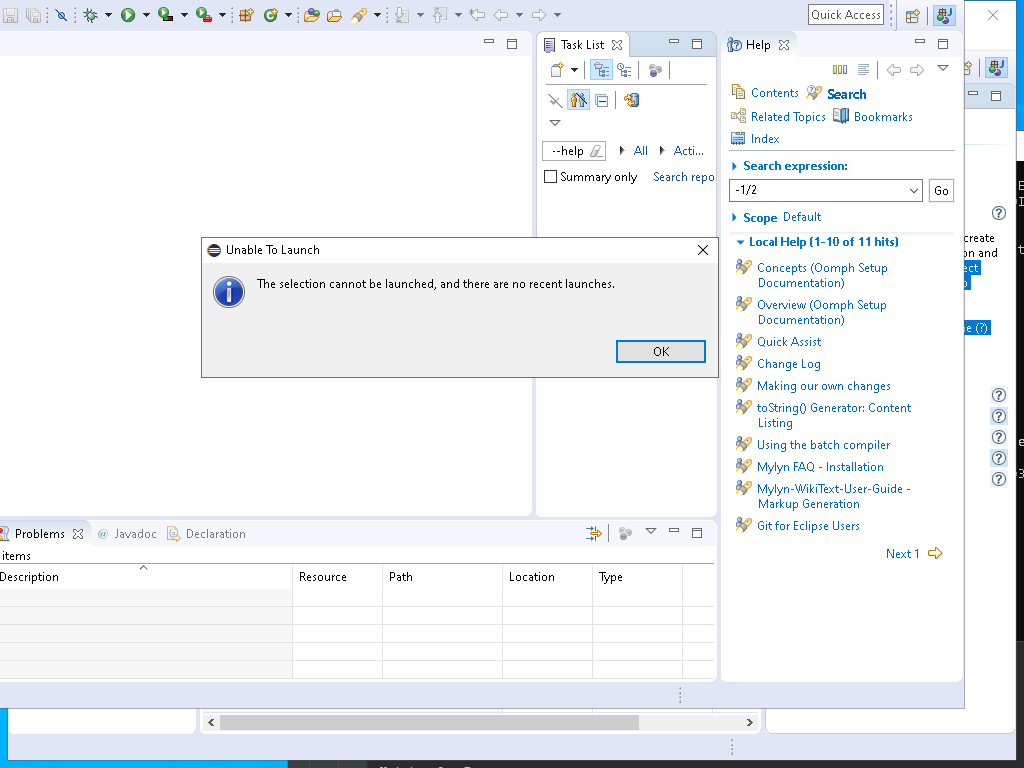 Quick Access
Task List
Help
Contents
Search
Related Topics
Bookmarks
Index
--help
All
Acti...
Summary only
Search repo
Search expression:
-1/2
Go
Scope
Default
Local Help (1-10 of 11 hits)
Concepts (Oomph Setup
Documentation)
Overview (Oomph Setup
Documentation)
Quick Assist
Change Log
Making our own changes
toString() Generator: Content
Listing
Using the batch compiler
Mylyn FAQ - Installation
Mylyn-WikiText-User-Guide -
Markup Generation
Git for Eclipse Users
Next 1
Unable To Launch
The selection cannot be launched, and there are no recent launches.
OK
create
on and
ect
e (?)
Problems
Javadoc
Declaration
items
Description
Resource
Path
Location
Type